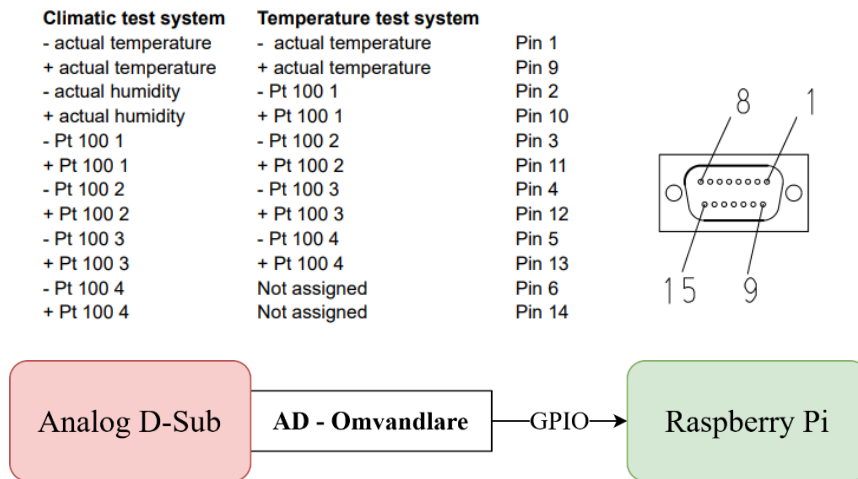 Climatic test system Temperature test system
- actual temperature - actual temperature Pin 1
+ actual temperature + actual temperature Pin 9
- actual humidity - Pt 100 1 Pin 2
+ actual humidity + Pt 100 1 Pin 10
- Pt 100 1 - Pt 100 2 Pin 3
+ Pt 100 1 + Pt 100 2 Pin 11
- Pt 100 2 - Pt 100 3 Pin 4
+ Pt 100 2 + Pt 100 3 Pin 12
- Pt 100 3 - Pt 100 4 Pin 5
+ Pt 100 3 + Pt 100 4 Pin 13
- Pt 100 4 Not assigned Pin 6
+ Pt 100 4 Not assigned Pin 14
8 1
15 9
Analog D-Sub AD - Omvandlare GPIO Raspberry Pi